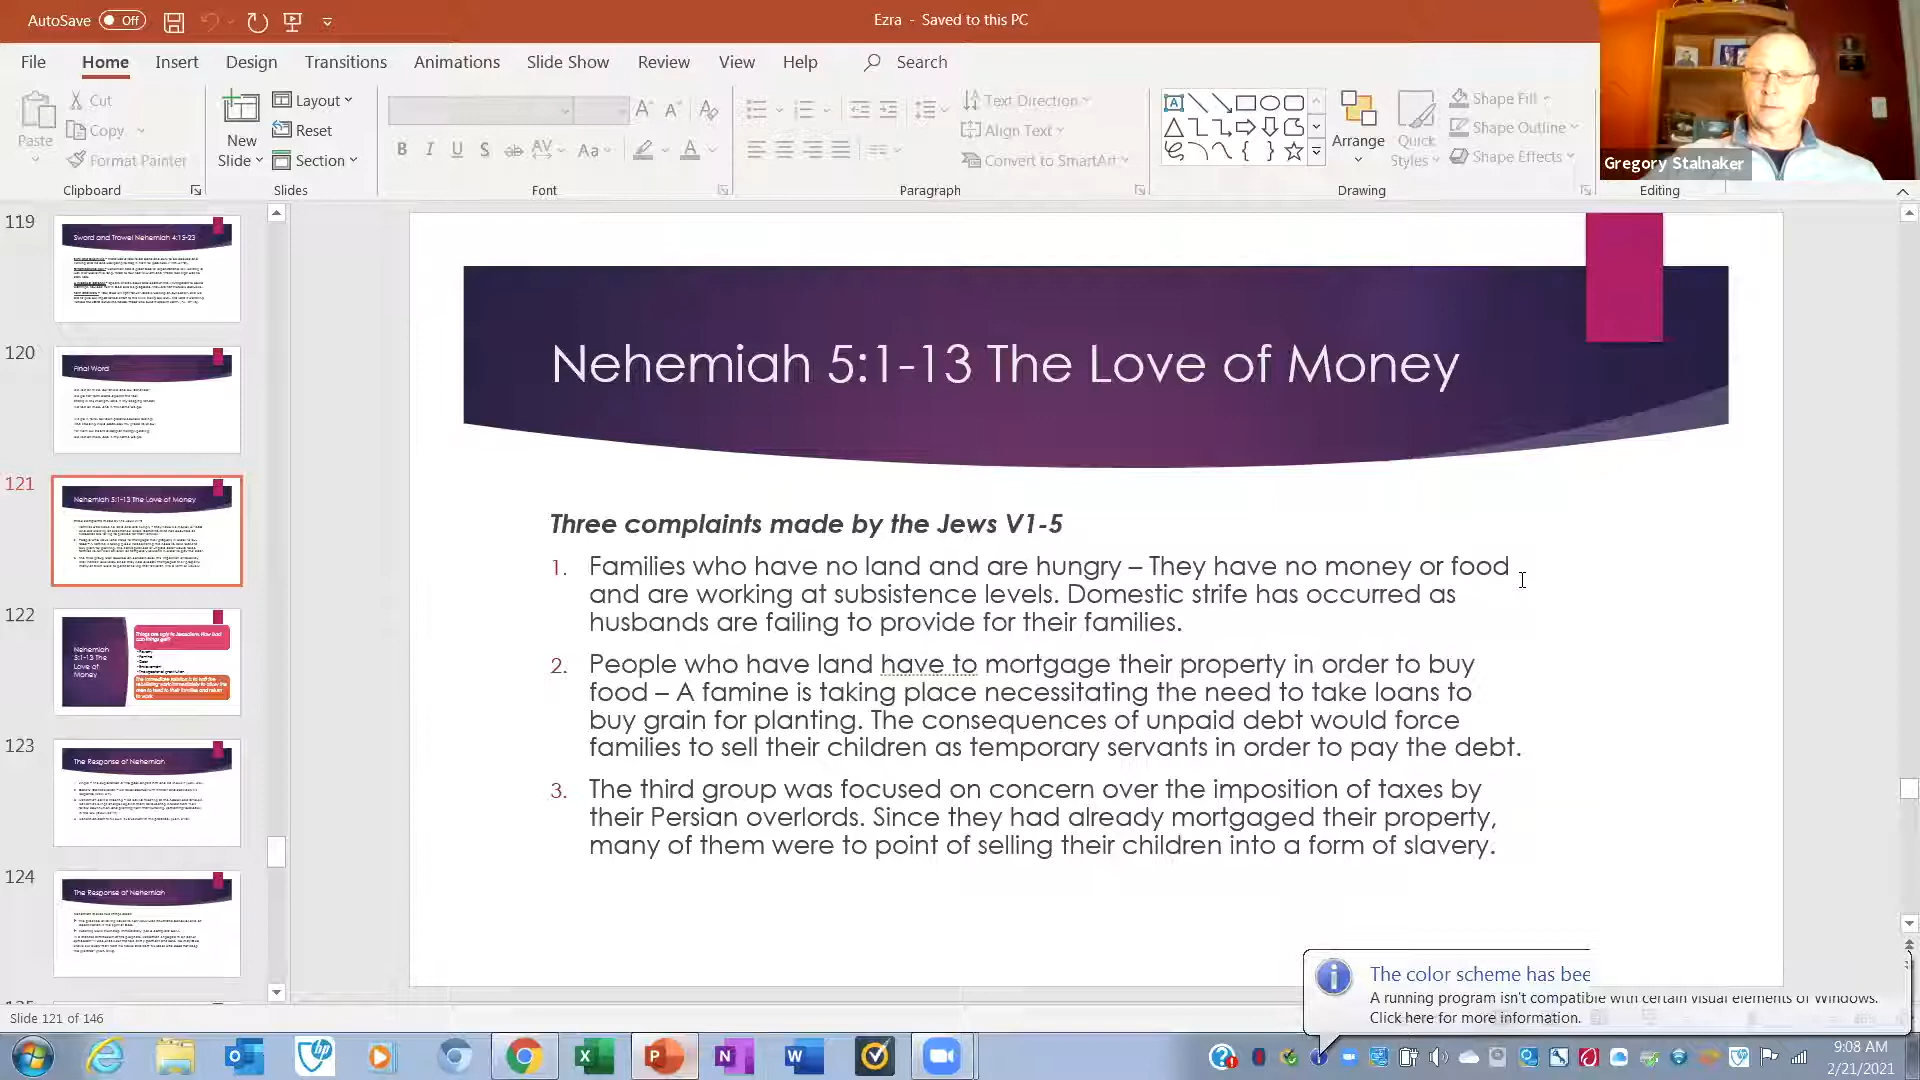 AutoSave Off
Ezra - Saved to this PC
File Home Insert Design Transitions Animations Slide Show Review View Help Search
Paste
Cut
Copy
Format Painter
Clipboard
New
Slide
Layout
Reset
Section
Slides
Font
Text Direction
Align Text
Convert to SmartArt
Paragraph
Arrange
Quick
Styles
Shape Fill
Shape Outline
Shape Effects
Drawing
Editing
Gregory Stalnaker
119
Sword and Trowel Nehemiah 4:15-23
120
Final Word
121
Nehemiah 5:1-13 The Love of Money
122
Nehemiah
5:1-13 The
Love of
Money
123
The Response of Nehemiah
124
The Response of Nehemiah
Nehemiah 5:1-13 The Love of Money
Three complaints made by the Jews V1-5
1. Families who have no land and are hungry – They have no money or food
and are working at subsistence levels. Domestic strife has occurred as
husbands are failing to provide for their families.
2. People who have land have to mortgage their property in order to buy
food – A famine is taking place necessitating the need to take loans to
buy grain for planting. The consequences of unpaid debt would force
families to sell their children as temporary servants in order to pay the debt.
3. The third group was focused on concern over the imposition of taxes by
their Persian overlords. Since they had already mortgaged their property,
many of them were to point of selling their children into a form of slavery.
The color scheme has bee
A running program isn't compatible with certain visual elements of Windows.
Click here for more information.
Slide 121 of 146
9:08 AM
2/21/2021